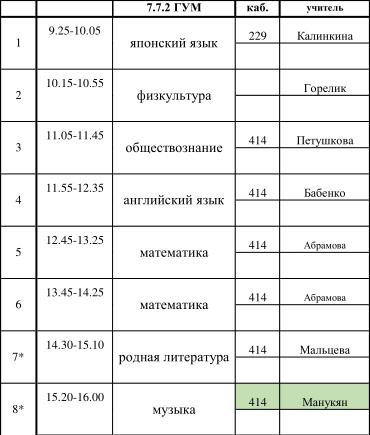 7.7.2 ГУМ каб. учитель
1 9.25-10.05 японский язык 229 Калинкина
2 10.15-10.55 физкультура Горелик
3 11.05-11.45 обществознание 414 Петушкова
4 11.55-12.35 английский язык 414 Бабенко
5 12.45-13.25 математика 414 Абрамова
6 13.45-14.25 математика 414 Абрамова
7* 14.30-15.10 родная литература 414 Мальцева
8* 15.20-16.00 музыка 414 Манукян